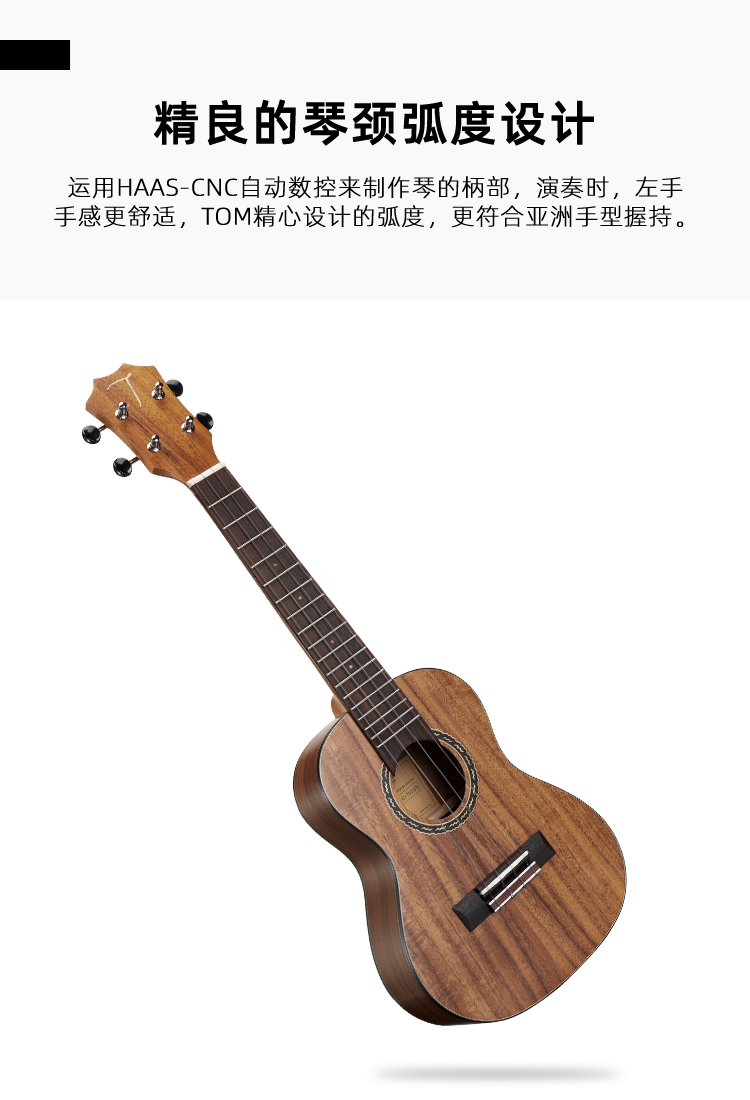 精良的琴颈弧度设计
运用HAAS-CNC自动数控来制作琴的柄部，演奏时，左手
手感更舒适，TOM精心设计的弧度，更符合亚洲手型握持。
T